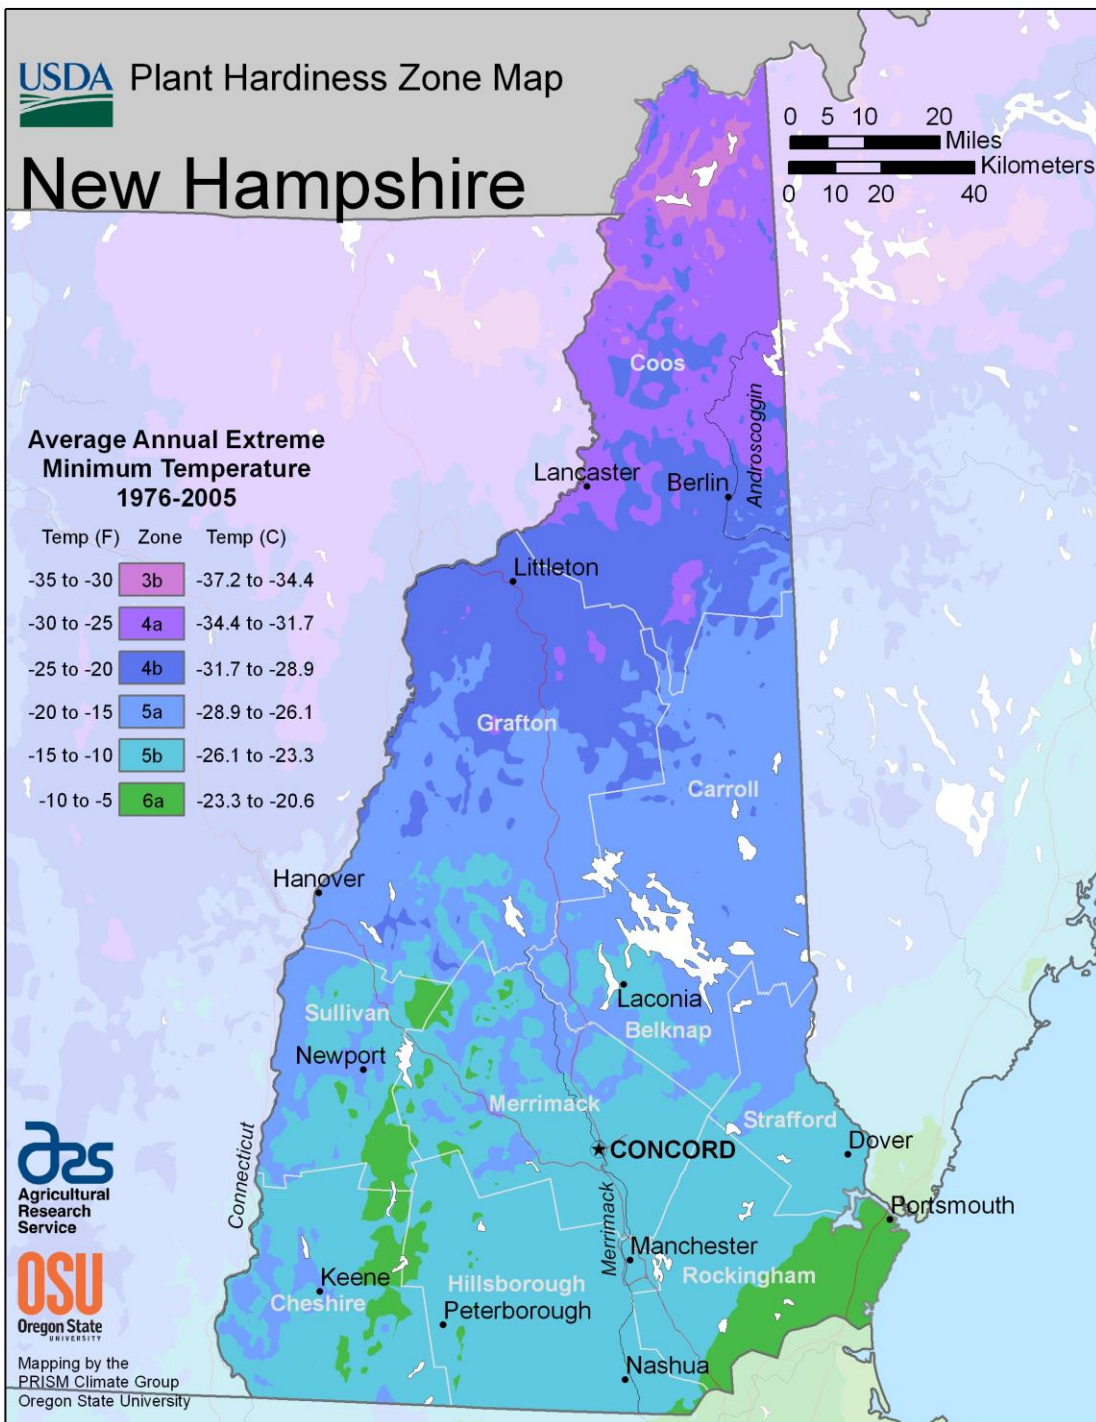 USDA Plant Hardiness Zone Map
New Hampshire
0 5 10 20
Miles
Kilometers
0 10 20 40
Coos
Androscoggin
Average Annual Extreme
Minimum Temperature
1976-2005
Temp (F) Zone Temp (C)
-35 to -30 3b -37.2 to -34.4
-30 to -25 4a -34.4 to -31.7
-25 to -20 4b -31.7 to -28.9
-20 to -15 5a -28.9 to -26.1
-15 to -10 5b -26.1 to -23.3
-10 to -5 6a -23.3 to -20.6
Lancaster
Berlin
Littleton
Grafton
Carroll
Hanover
Laconia
Sullivan
Belknap
Newport
Merrimack
Strafford
CONCORD
Dover
Connecticut
Portsmouth
Merrimack
Manchester
Rockingham
Keene
Hillsborough
Cheshire
Peterborough
Nashua
ars
Agricultural
Research
Service
OSU
Oregon State
UNIVERSITY
Mapping by the
PRISM Climate Group
Oregon State University